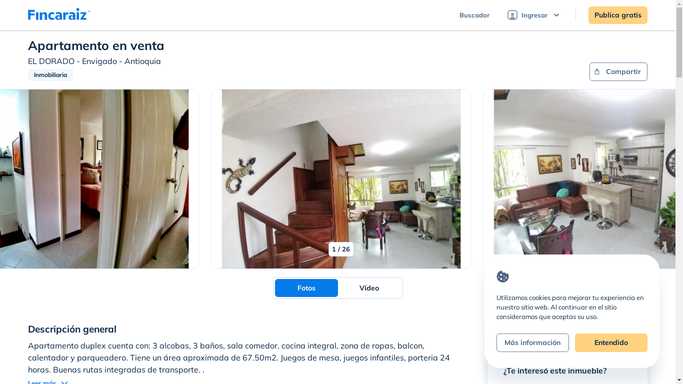 Fincaraiz
Buscador
Ingresar
Publica gratis
Apartamento en venta
EL DORADO - Envigado - Antioquia
Inmobiliaria
Compartir
1 / 26
Fotos
Video
Utilizamos cookies para mejorar tu experiencia en
nuestro sitio web. Al continuar en el sitio
consideramos que aceptas su uso.
Más información
Entendido
Descripción general
Apartamento duplex cuenta con; 3 alcobas, 3 baños, sala comedor, cocina integral, zona de ropas, balcon,
calentador y parqueadero. Tiene un área aproximada de 67.50m2. Juegos de mesa, juegos infantiles, porteria 24
horas. Buenas rutas integradas de transporte. .
Leer más
¿Te interesó este inmueble?